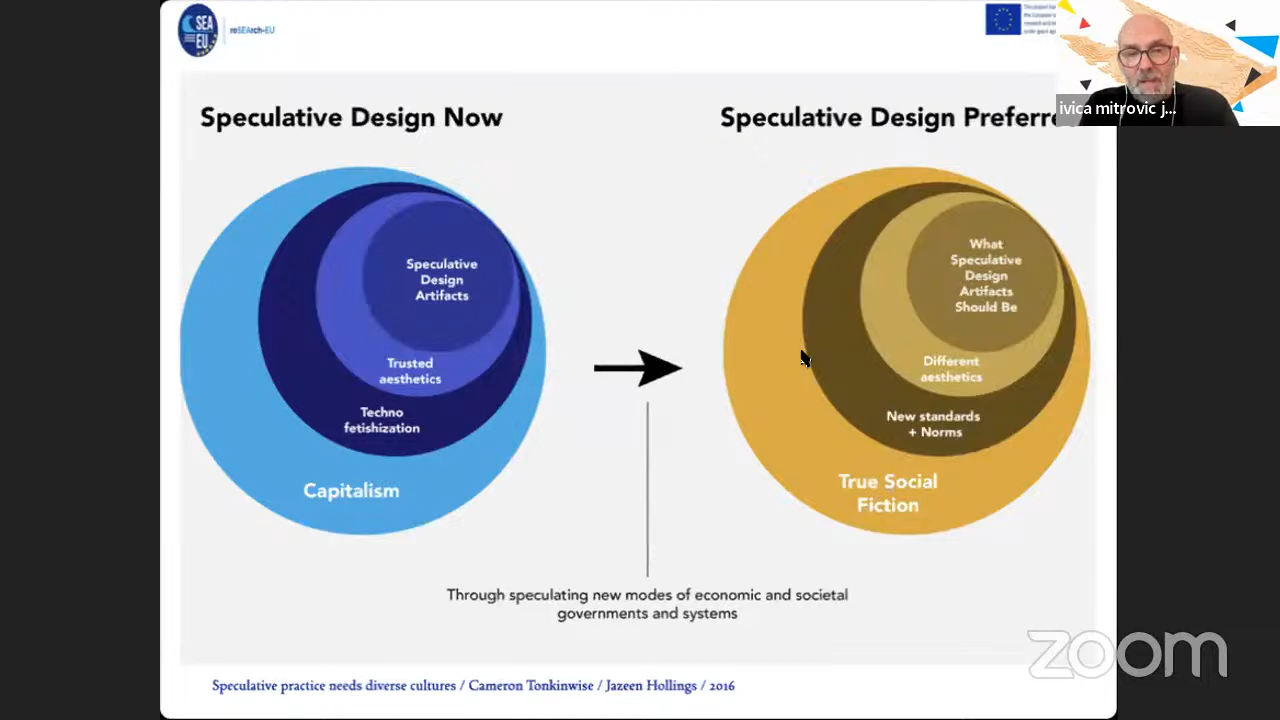 SEA
EU
reSEArch-EU
ivica mitrovic j...
Speculative Design Now
Speculative Design Preferre
Speculative
Design
Artifacts
Trusted
aesthetics
Techno
fetishization
Capitalism
What
Speculative
Design
Artifacts
Should Be
Different
aesthetics
New standards
+ Norms
True Social
Fiction
Through speculating new modes of economic and societal
governments and systems
zoom
Speculative practice needs diverse cultures / Cameron Tonkinwise / Jazeen Hollings / 2016